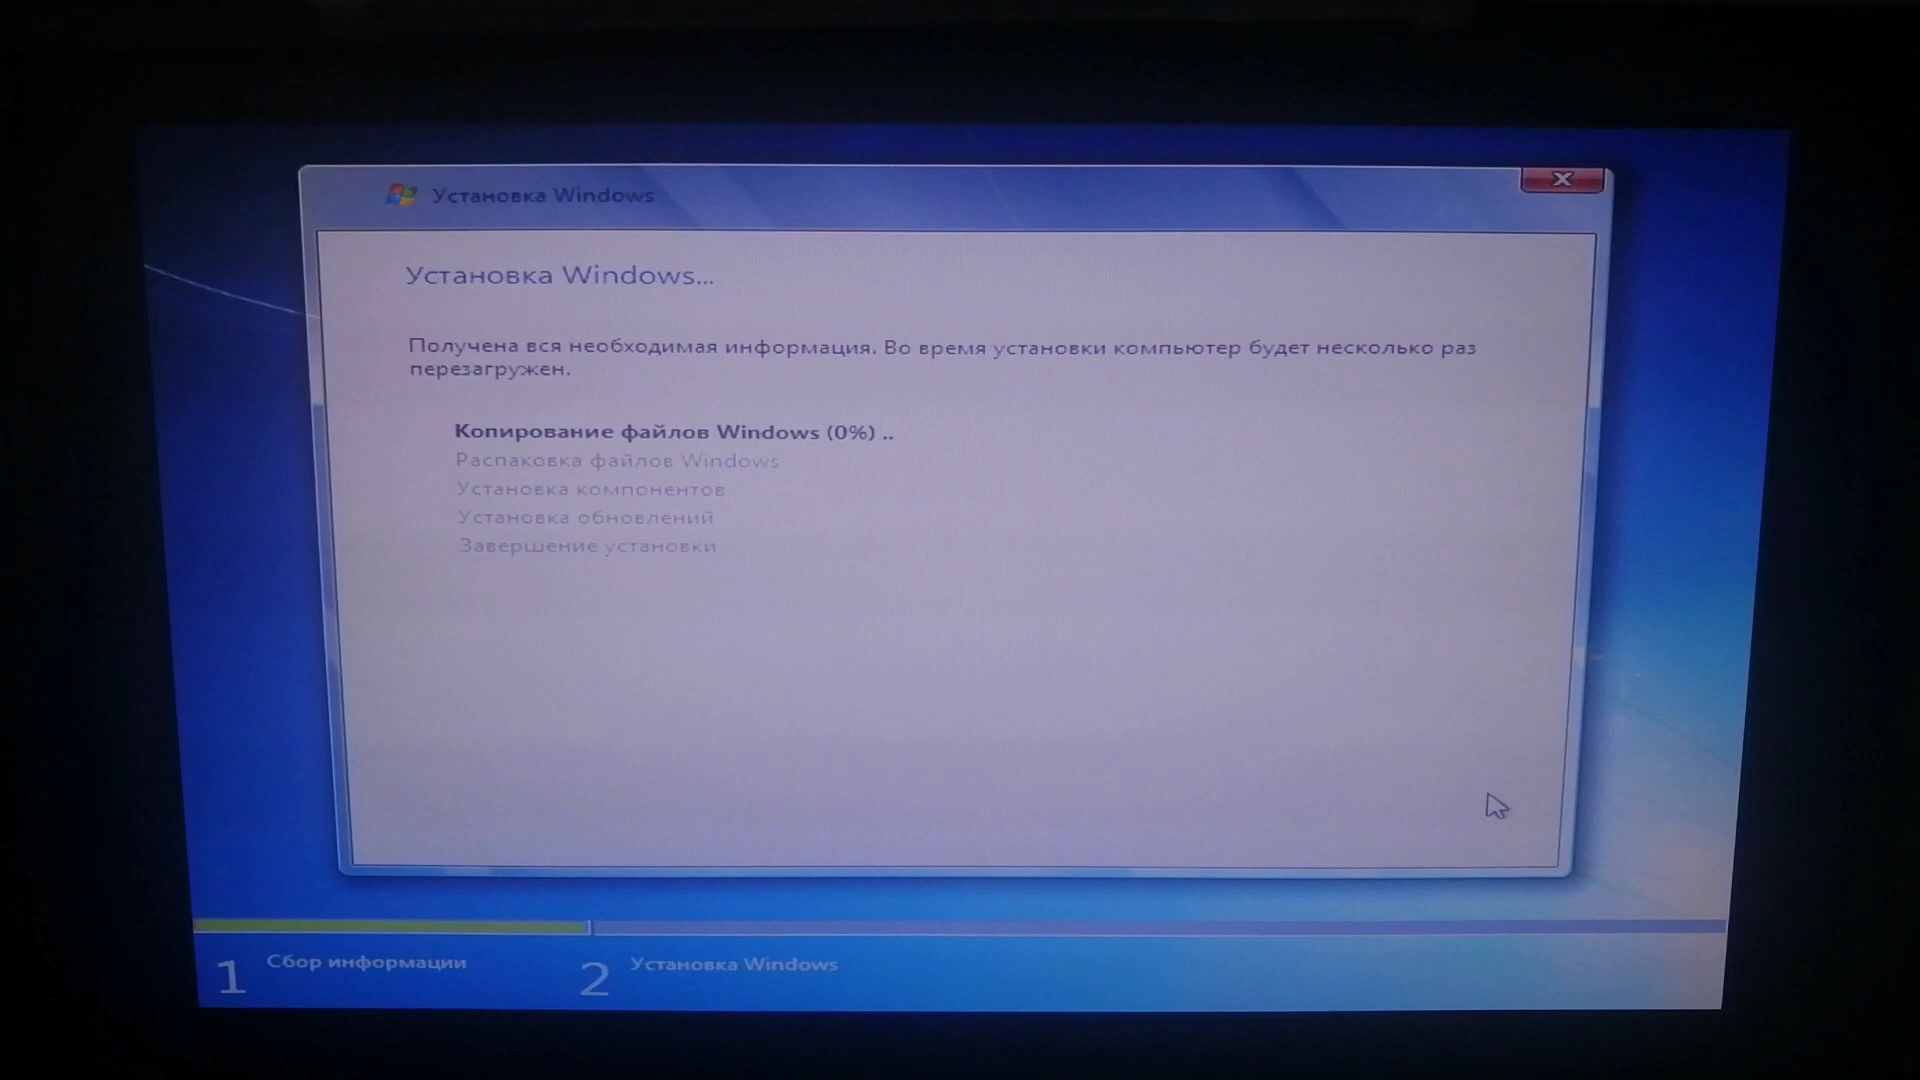 Установка Windows
Установка Windows...
Получена вся необходимая информация. Во время установки компьютер будет несколько раз
перезагружен.
Копирование файлов Windows (0%) ..
Распаковка файлов Windows
Установка компонентов
Установка обновлений
Завершение установки
1 Сбор информации
2 Установка Windows